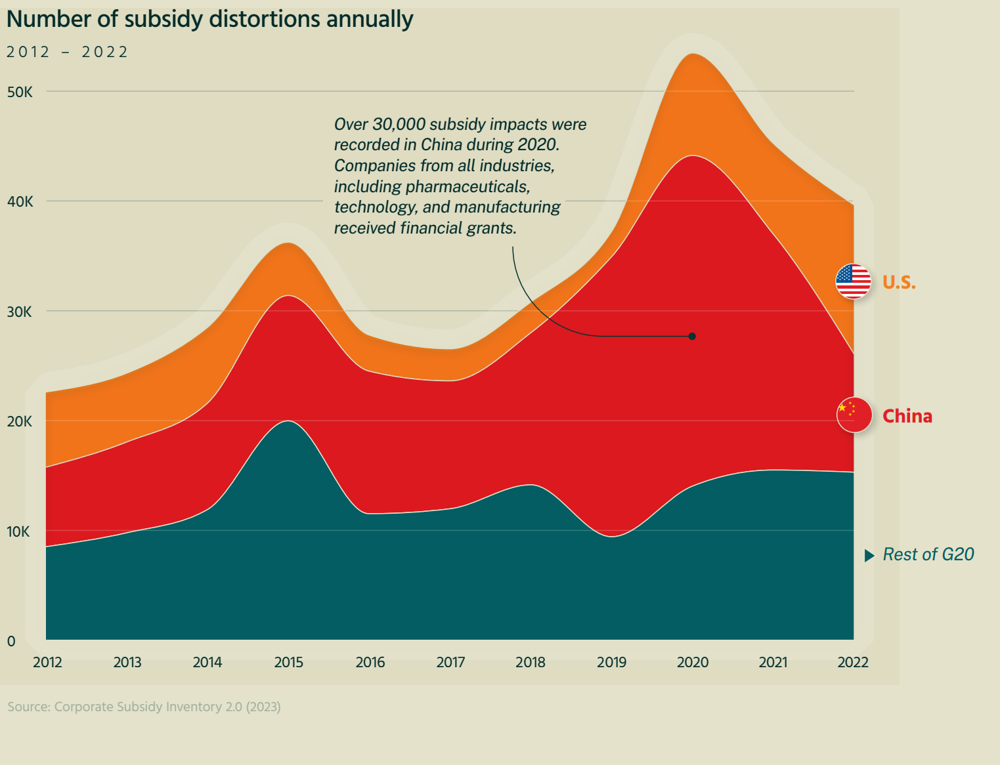 Number of subsidy distortions annually
2012 – 2022
50K
Over 30,000 subsidy impacts were
recorded in China during 2020.
Companies from all industries,
including pharmaceuticals,
40K
technology, and manufacturing
received financial grants.
U.S.
30K
20K
China
10K
Rest of G20
0
2012 2013 2014 2015 2016 2017 2018 2019 2020 2021 2022
Source: Corporate Subsidy Inventory 2.0 (2023)